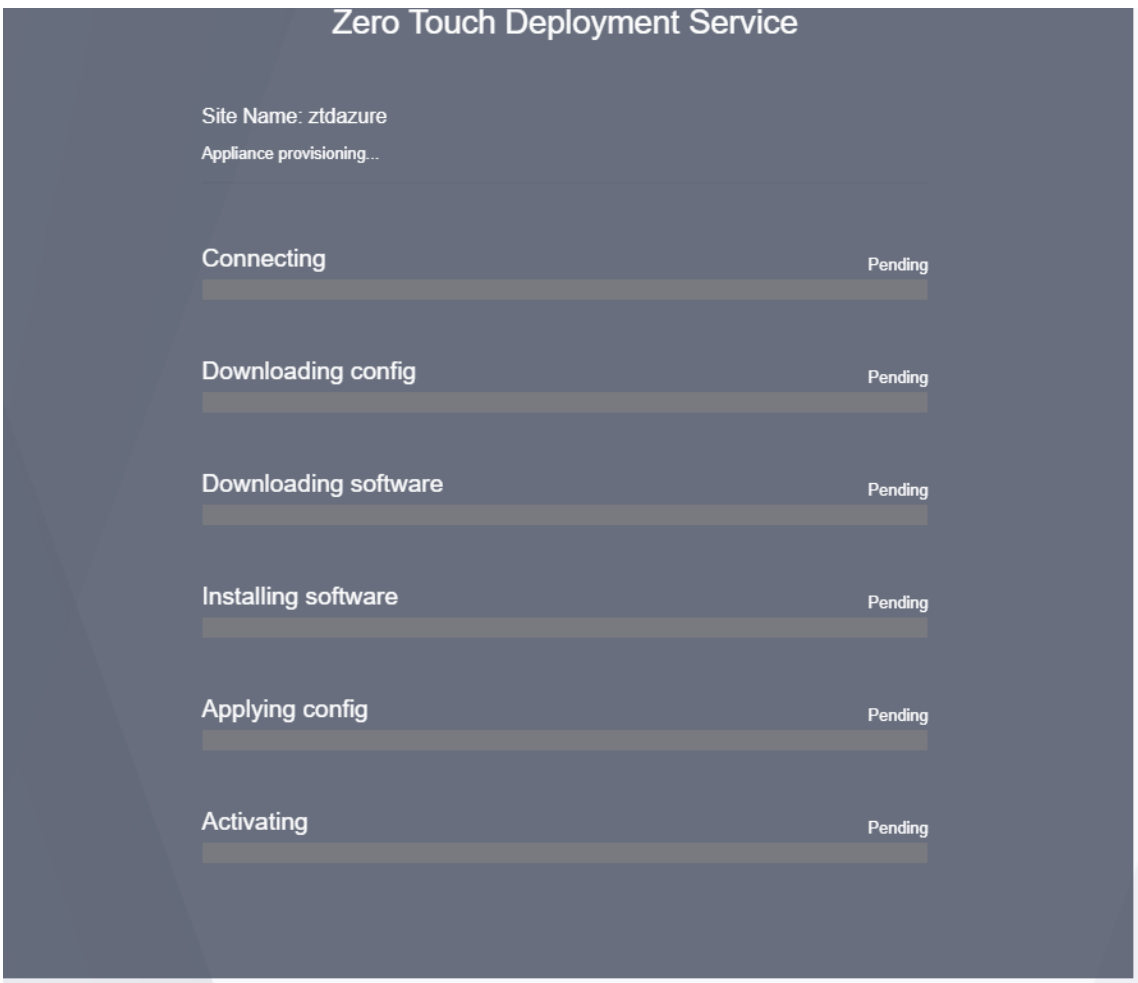 Zero Touch Deployment Service
Site Name: ztdazure
Appliance provisioning...
Connecting Pending
Downloading config Pending
Downloading software Pending
Installing software Pending
Applying config Pending
Activating Pending